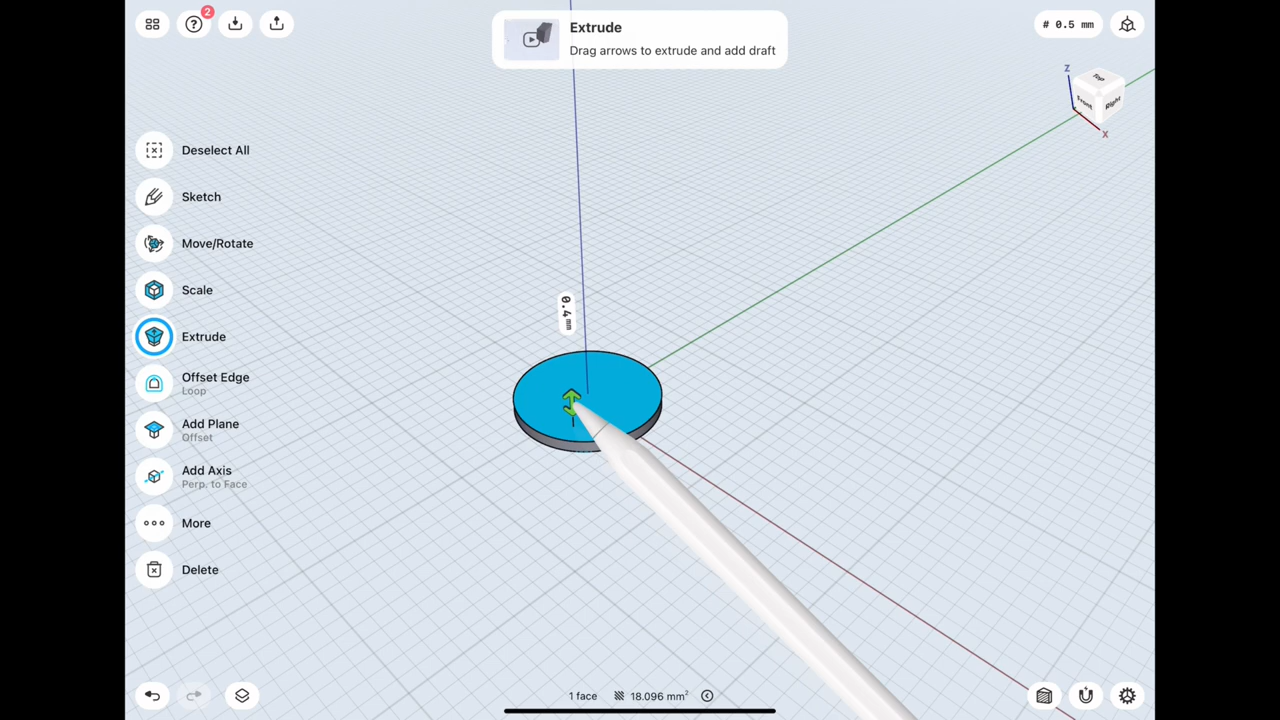 2
Extrude
Drag arrows to extrude and add draft
# 0.5 mm
Top
Front
Right
Z
X
Deselect All
Sketch
Move/Rotate
Scale
Extrude
Offset Edge
Loop
Add Plane
Offset
Add Axis
Perp. to Face
More
Delete
0.4 mm
1 face
18.096 mm²